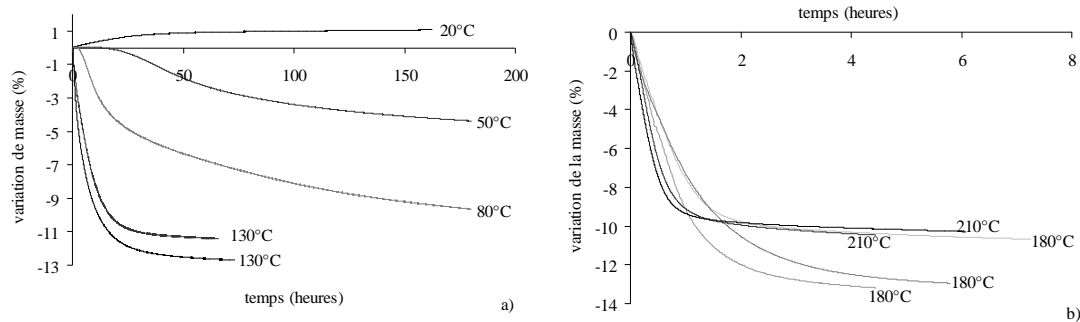 variation de masse (%)
1
-1
-3
-5
-7
-9
-11
-13
0
50
100
150
200
20°C
50°C
80°C
130°C
130°C
temps (heures)
a)
temps (heures)
variation de la masse (%)
0
-2
-4
-6
-8
-10
-12
-14
0
2
4
6
8
210°C
210°C
180°C
180°C
180°C
b)